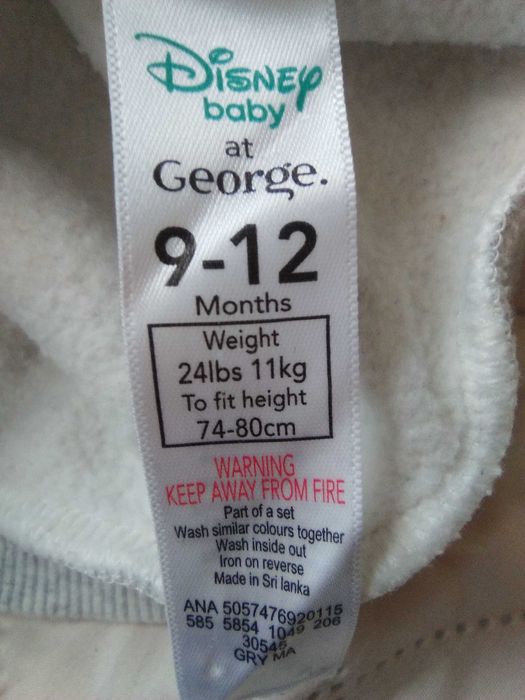 Disney
baby
at
George.
9-12
Months
Weight
24lbs 11kg
To fit height
74-80cm
WARNING
KEEP AWAY FROM FIRE
Part of a set
Wash similar colours together
Wash inside out
Iron on reverse
Made in Sri lanka
ANA 5057476920115
585 5854 1049 206
30545
GRY MA